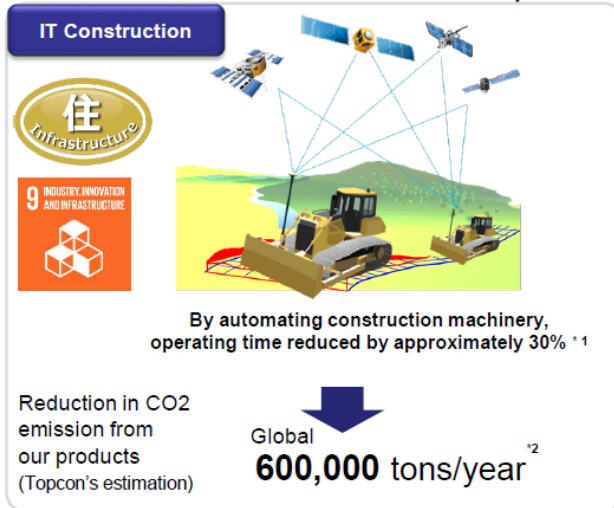 IT Construction
住
Infrastructure
9 INDUSTRY, INNOVATION
AND INFRASTRUCTURE
By automating construction machinery,
operating time reduced by approximately 30% *1
Reduction in CO2
emission from
our products
(Topcon's estimation)
Global
600,000 tons/year*2